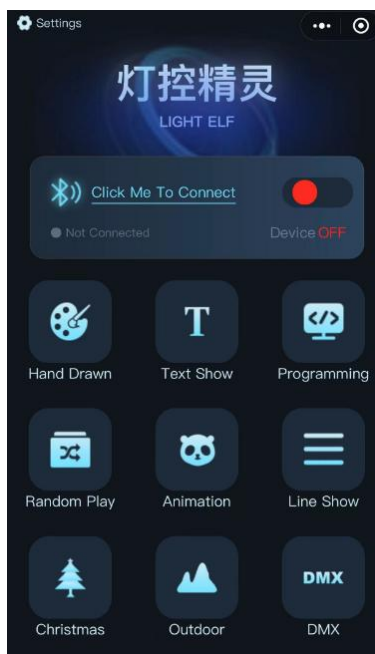 Settings
灯控精灵
LIGHT ELF
Click Me To Connect
Not Connected
Device OFF
Hand Drawn
T
Text Show
</>
Programming
Random Play
Animation
Line Show
DMX
Christmas
Outdoor
DMX